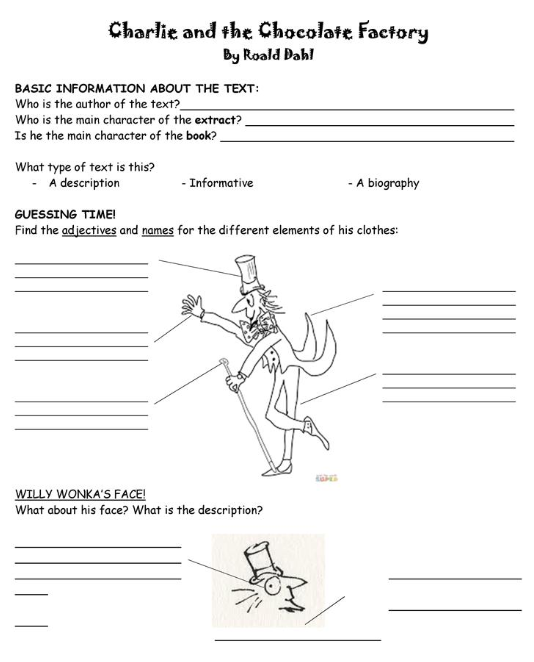 Charlie and the Chocolate Factory
By Roald Dahl
BASIC INFORMATION ABOUT THE TEXT:
Who is the author of the text?
Who is the main character of the extract?
Is he the main character of the book?
What type of text is this?
- A description - Informative - A biography
GUESSING TIME!
Find the adjectives and names for the different elements of his clothes:
WILLY WONKA'S FACE!
What about his face? What is the description?